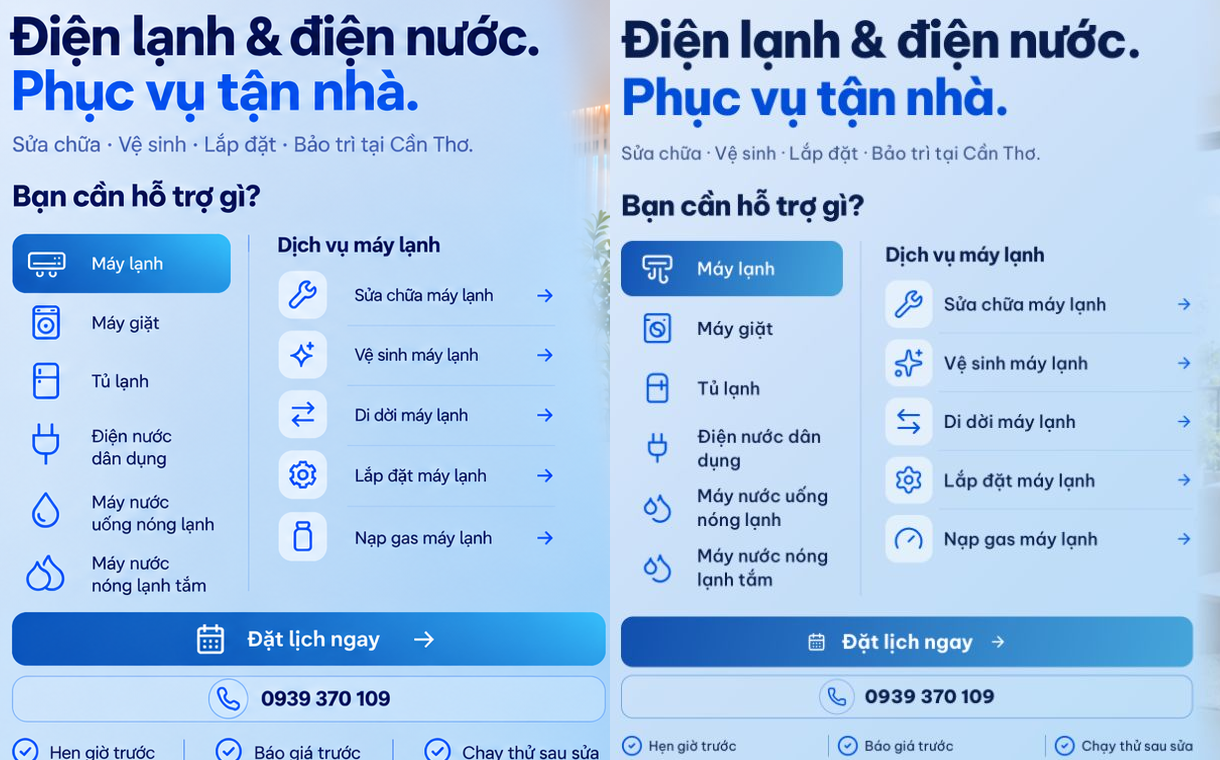 Điện lạnh & điện nước.
Phục vụ tận nhà.
Sửa chữa · Vệ sinh · Lắp đặt · Bảo trì tại Cần Thơ.
Bạn cần hỗ trợ gì?
Máy lạnh
Máy giặt
Tủ lạnh
Điện nước
dân dụng
Máy nước
uống nóng lạnh
Máy nước
nóng lạnh tắm
Dịch vụ máy lạnh
Sửa chữa máy lạnh
Vệ sinh máy lạnh
Di dời máy lạnh
Lắp đặt máy lạnh
Nạp gas máy lạnh
Đặt lịch ngay
0939 370 109
Hẹn giờ trước
Báo giá trước
Chạy thử sau sửa
Điện lạnh & điện nước.
Phục vụ tận nhà.
Sửa chữa · Vệ sinh · Lắp đặt · Bảo trì tại Cần Thơ.
Bạn cần hỗ trợ gì?
Máy lạnh
Máy giặt
Tủ lạnh
Điện nước dân
dụng
Máy nước uống
nóng lạnh
Máy nước nóng
lạnh tắm
Dịch vụ máy lạnh
Sửa chữa máy lạnh
Vệ sinh máy lạnh
Di dời máy lạnh
Lắp đặt máy lạnh
Nạp gas máy lạnh
Đặt lịch ngay
0939 370 109
Hẹn giờ trước
Báo giá trước
Chạy thử sau sửa